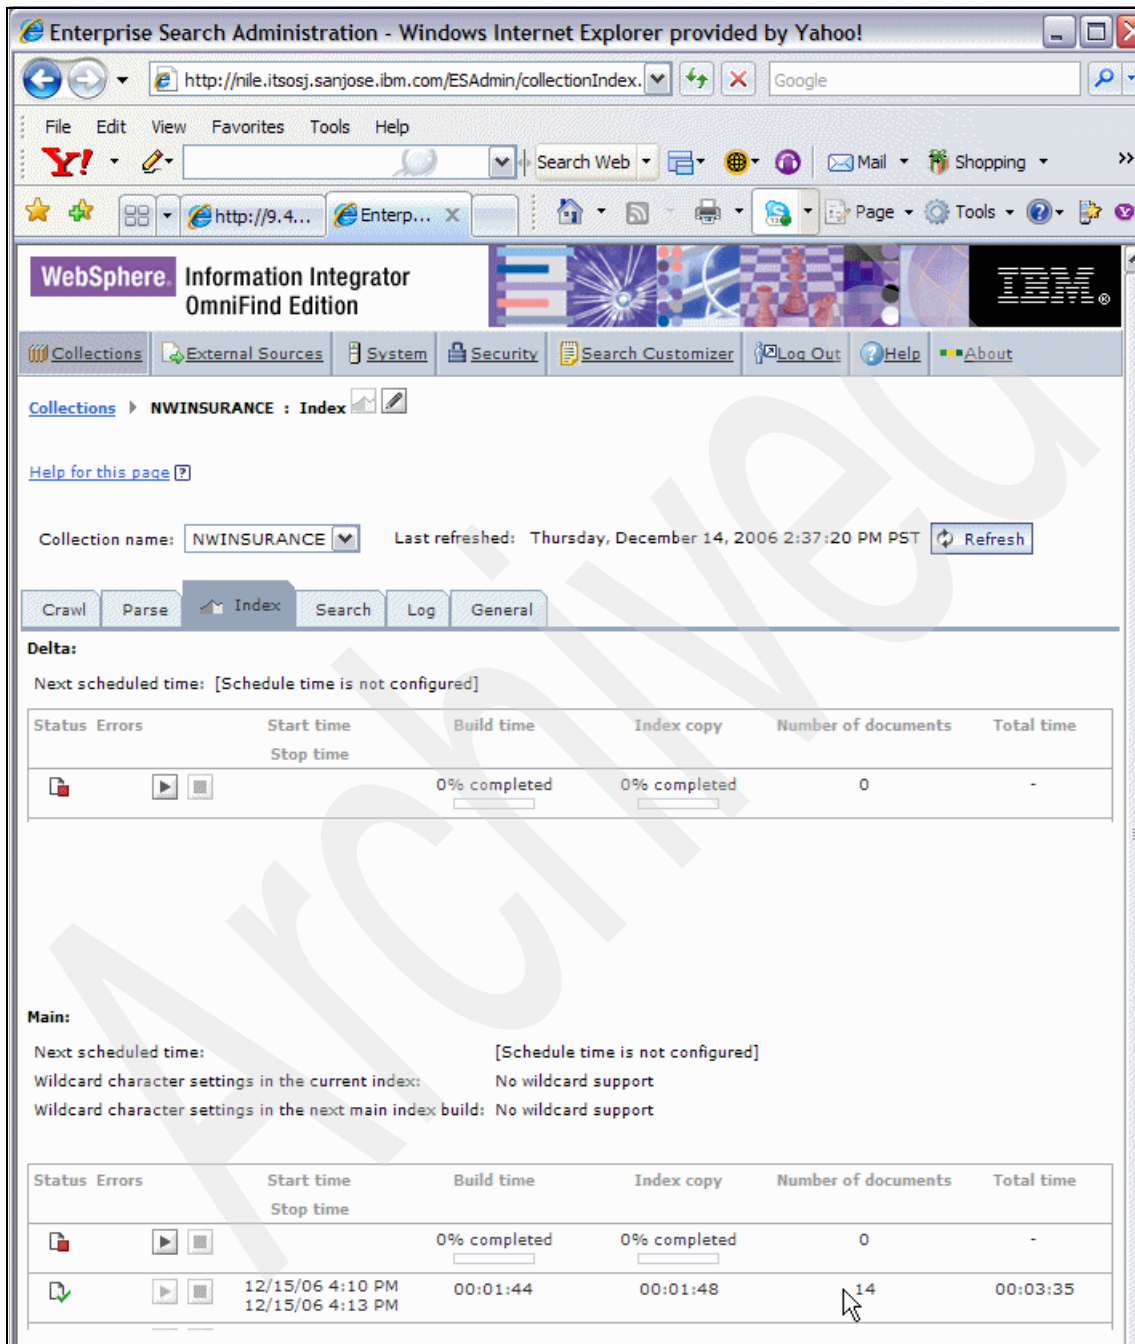 Enterprise Search Administration - Windows Internet Explorer provided by Yahoo!
http://nile.itsosj.sanjose.ibm.com/ESAdmin/collectionIndex. Google
File Edit View Favorites Tools Help
Y! Search Web Mail Shopping »
http://9.4... Enterp... X Page Tools
WebSphere. Information Integrator
OmniFind Edition
IBM®
Collections External Sources System Security Search Customizer Log Out Help About
Collections NWINSURANCE : Index
Help for this page ?
Collection name: NWINSURANCE Last refreshed: Thursday, December 14, 2006 2:37:20 PM PST Refresh
Crawl Parse Index Search Log General
Delta:
Next scheduled time: [Schedule time is not configured]
Status Errors Start time Build time Index copy Number of documents Total time
Stop time
0% completed 0% completed 0 -
Main:
Next scheduled time: [Schedule time is not configured]
Wildcard character settings in the current index: No wildcard support
Wildcard character settings in the next main index build: No wildcard support
Status Errors Start time Build time Index copy Number of documents Total time
Stop time
0% completed 0% completed 0 -
12/15/06 4:10 PM 00:01:44 00:01:48 14 00:03:35
12/15/06 4:13 PM
Archived